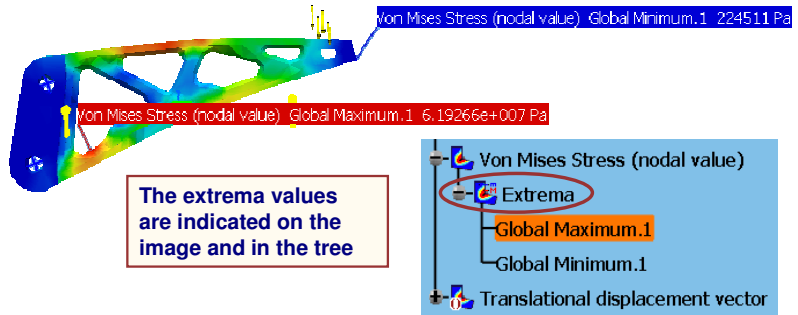 Von Mises Stress (nodal value) Global Minimum.1 224511 Pa
Von Mises Stress (nodal value) Global Maximum.1 6.19266e+007 Pa
The extrema values
are indicated on the
image and in the tree
Von Mises Stress (nodal value)
Extrema
Global Maximum.1
Global Minimum.1
Translational displacement vector